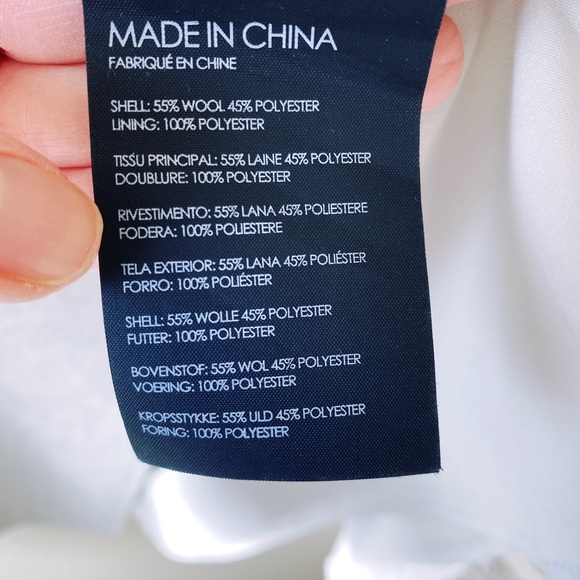 MADE IN CHINA
FABRIQUÉ EN CHINE
SHELL: 55% WOOL 45% POLYESTER
LINING: 100% POLYESTER
TISSU PRINCIPAL: 55% LAINE 45% POLYESTER
DOUBLURE: 100% POLYESTER
RIVESTIMENTO: 55% LANA 45% POLIESTERE
FODERA: 100% POLIESTERE
TELA EXTERIOR: 55% LANA 45% POLIÉSTER
FORRO: 100% POLIÉSTER
SHELL: 55% WOLLE 45% POLYESTER
FUTTER: 100% POLYESTER
BOVENSTOF: 55% WOL 45% POLYESTER
VOERING: 100% POLYESTER
KROPSSTYKKE: 55% ULD 45% POLYESTER
FORING: 100% POLYESTER